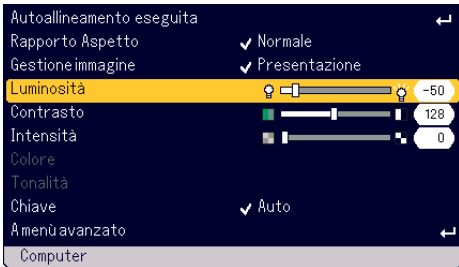 Autoallineamento eseguita
Rapporto Aspetto Normale
Gestione immagine Presentazione
Luminosità -50
Contrasto 128
Intensità 0
Colore
Tonalità
Chiave Auto
A menù avanzato
Computer